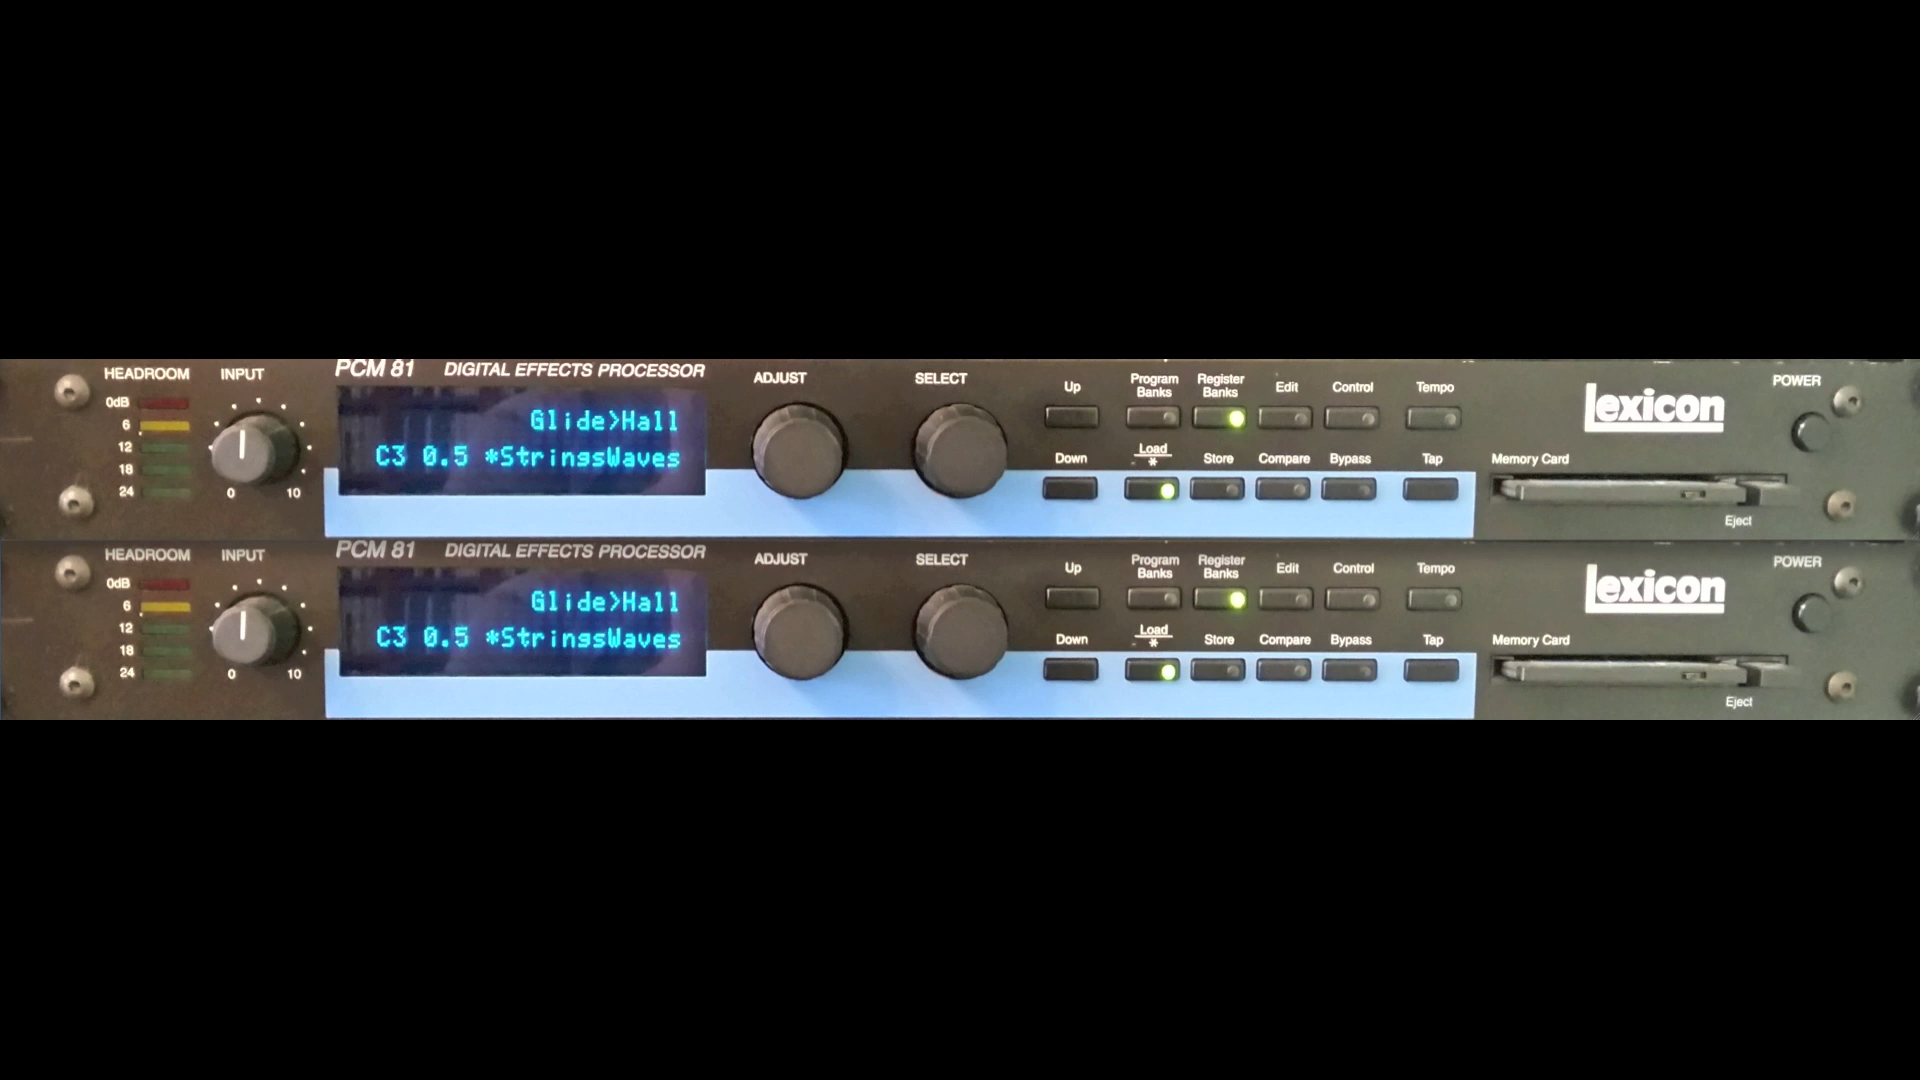 PCM 81 DIGITAL EFFECTS PROCESSOR
HEADROOM INPUT
ADJUST SELECT
Up Program Banks Register Banks Edit Control Tempo
POWER
lexicon
0dB
6
12
18
24
0 10
Glide>Hall
C3 0.5 *StringsWaves
Down Load * Store Compare Bypass Tap
Memory Card
Eject
PCM 81 DIGITAL EFFECTS PROCESSOR
HEADROOM INPUT
ADJUST SELECT
Up Program Banks Register Banks Edit Control Tempo
POWER
lexicon
0dB
6
12
18
24
0 10
Glide>Hall
C3 0.5 *StringsWaves
Down Load * Store Compare Bypass Tap
Memory Card
Eject